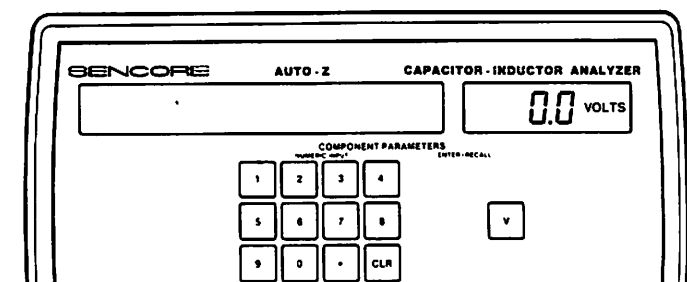 SENCORE AUTO-Z CAPACITOR-INDUCTOR ANALYZER
0.0 VOLTS
COMPONENT PARAMETERS
NUMERIC INPUT ENTER-RECALL
1 2 3 4
5 6 7 8 V
9 0 . CLR